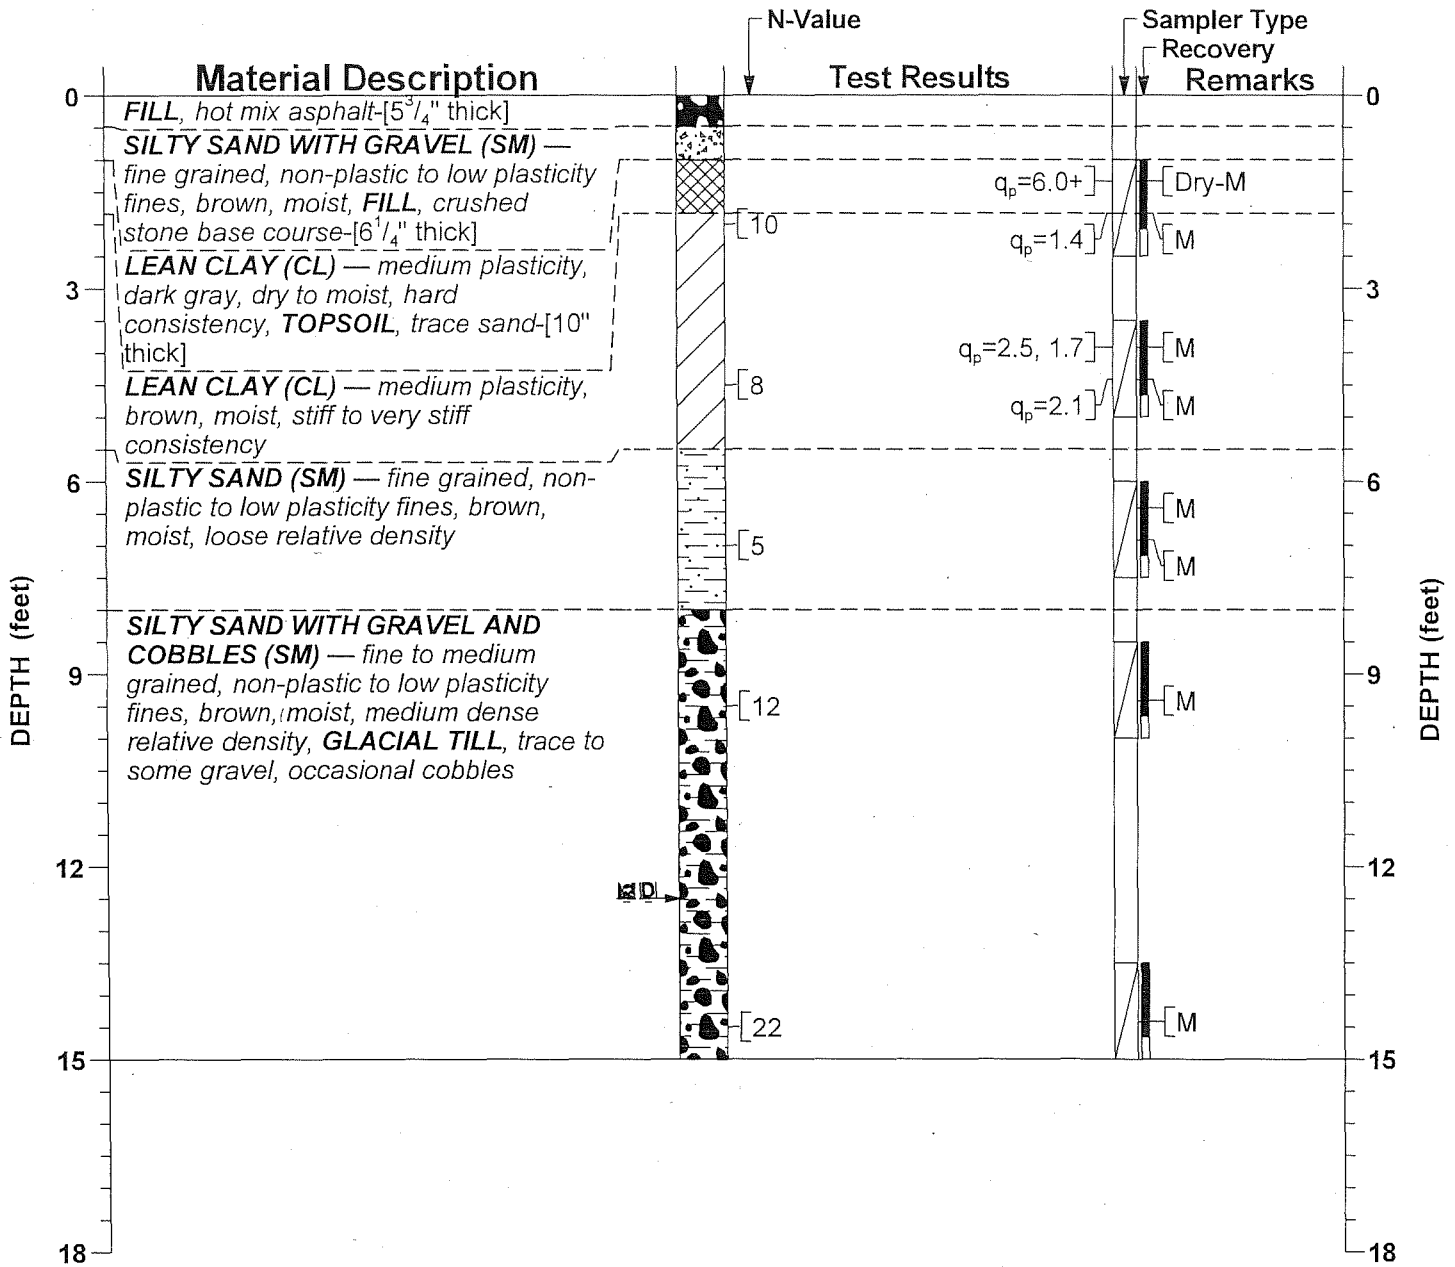 N-Value
Sampler Type
Recovery
Material Description
Test Results
Remarks
0
0
FILL, hot mix asphalt-[5 3/4" thick]
SILTY SAND WITH GRAVEL (SM) —
fine grained, non-plastic to low plasticity
fines, brown, moist, FILL, crushed
stone base course-[6 1/4" thick]
LEAN CLAY (CL) — medium plasticity,
dark gray, dry to moist, hard
consistency, TOPSOIL, trace sand-[10"
thick]
LEAN CLAY (CL) — medium plasticity,
brown, moist, stiff to very stiff
consistency
SILTY SAND (SM) — fine grained, non-
plastic to low plasticity fines, brown,
moist, loose relative density
SILTY SAND WITH GRAVEL AND
COBBLES (SM) — fine to medium
grained, non-plastic to low plasticity
fines, brown, moist, medium dense
relative density, GLACIAL TILL, trace to
some gravel, occasional cobbles
qp=6.0+
[Dry-M
[10
qp=1.4
[M
3
3
qp=2.5, 1.7]
[M
[8
qp=2.1
[M
6
6
[M
[5
[M
DEPTH (feet)
DEPTH (feet)
9
9
[12
[M
12
12
D
[22
[M
15
15
18
18